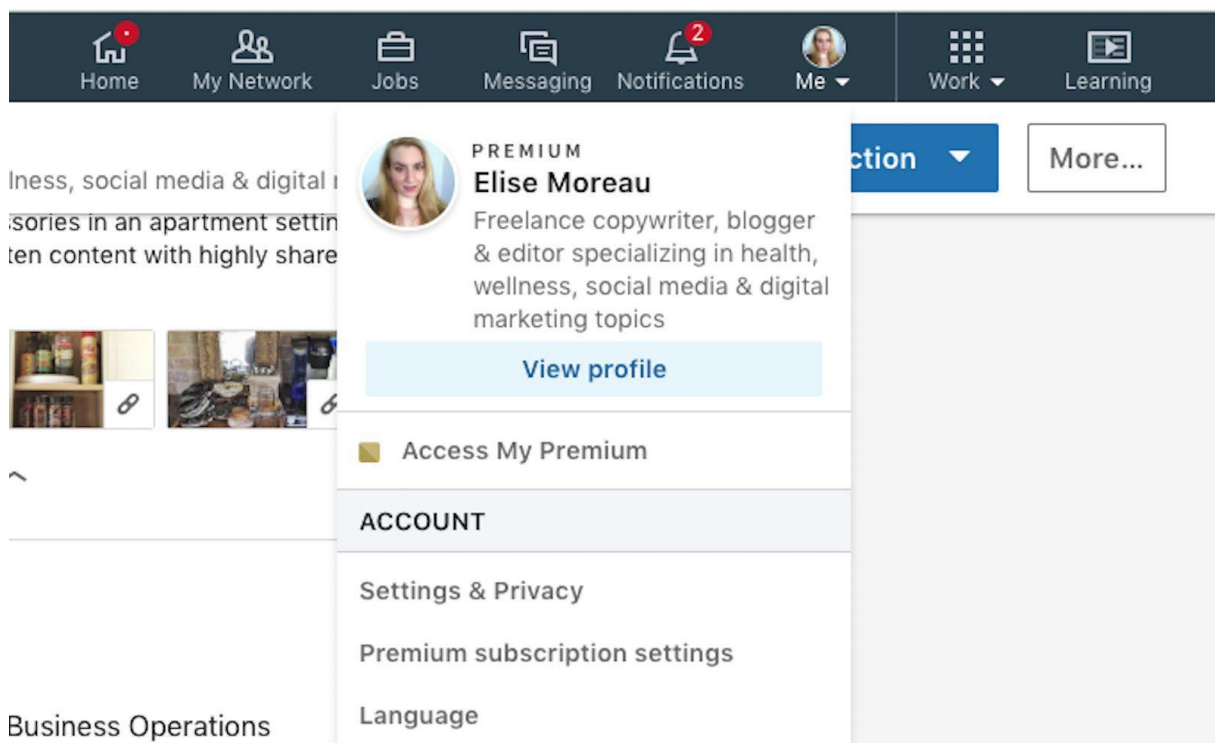 Home
My Network
Jobs
Messaging
2
Notifications
Me
Work
Learning
lness, social media & digital
ssories in an apartment settin
ten content with highly share
PREMIUM
Elise Moreau
Freelance copywriter, blogger
& editor specializing in health,
wellness, social media & digital
marketing topics
View profile
ction
More...
Access My Premium
ACCOUNT
Settings & Privacy
Premium subscription settings
Language
Business Operations